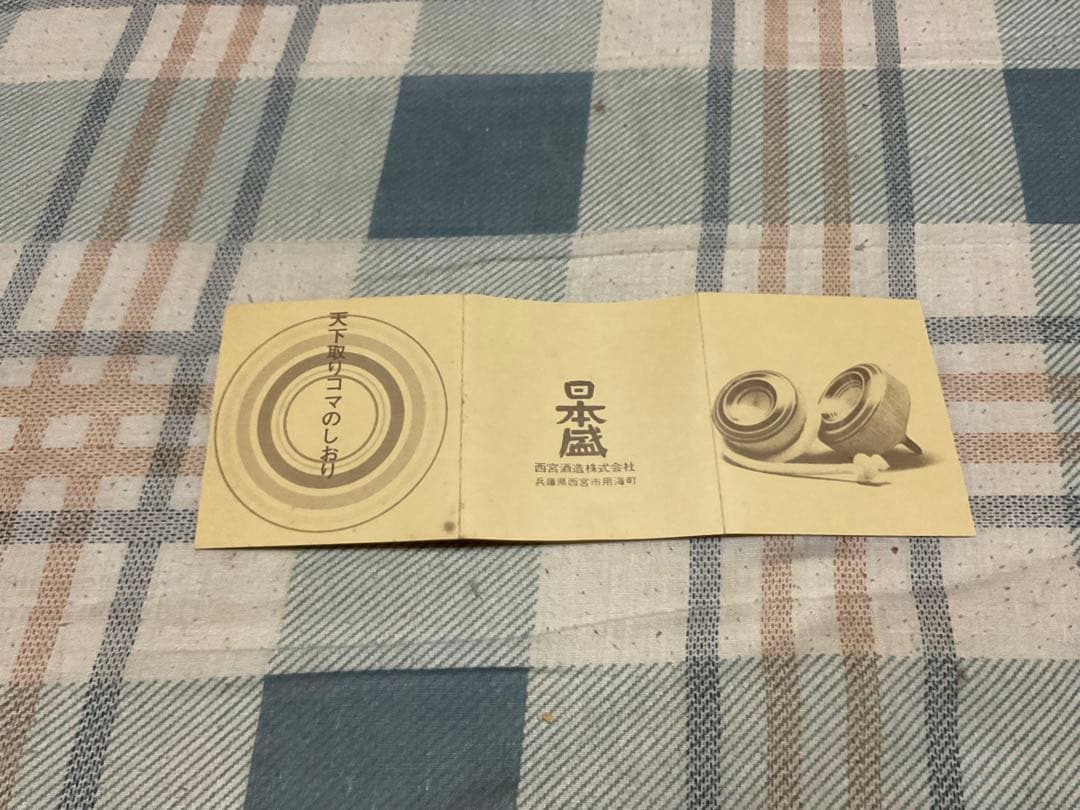 天下取りコマのしおり
日本盛
西宮酒造株式会社
兵庫県西宮市用海町